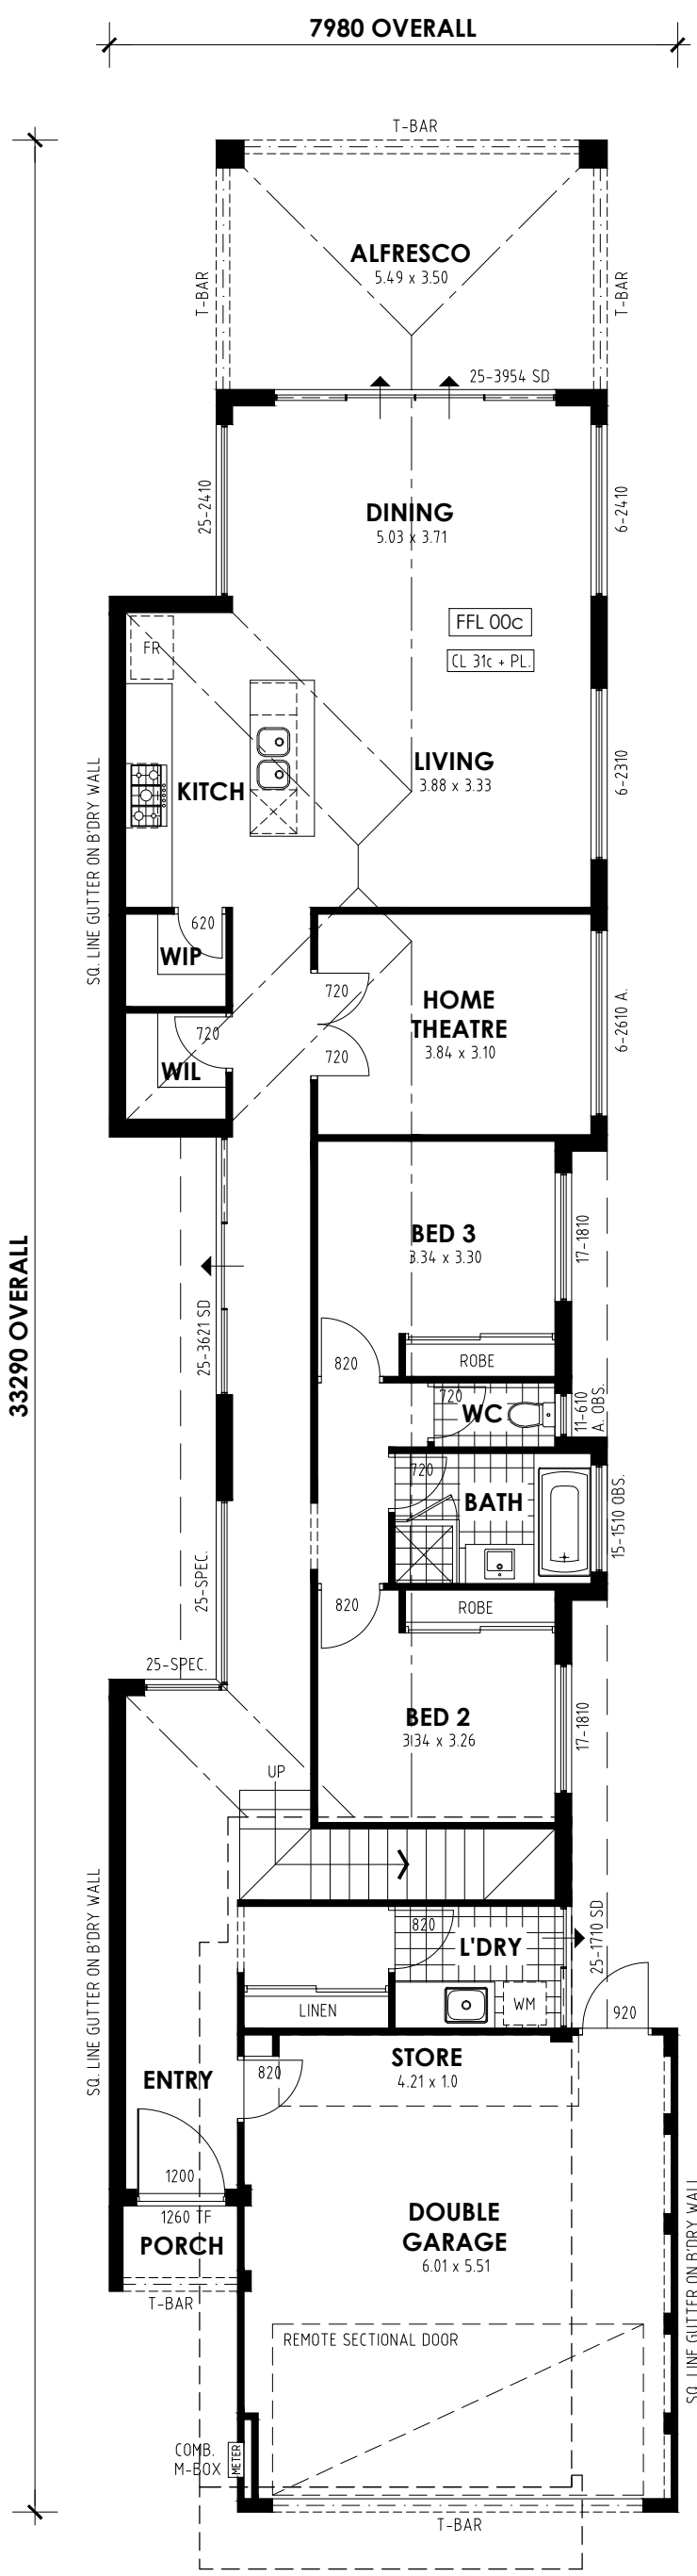 7980 OVERALL
T-BAR
ALFRESCO
5.49 x 3.50
T-BAR
T-BAR
25-3954 SD
25-2410
DINING
5.03 x 3.71
6-2410
FFL 00c
CL 31c + PL.
FR
KITCH
LIVING
3.88 x 3.33
6-2310
SQ. LINE GUTTER ON B'DRY WALL
620
WIP
720
HOME
THEATRE
3.84 x 3.10
6-2610 A.
720
WIL
720
33290 OVERALL
BED 3
3.34 x 3.30
17-1810
25-3621 SD
820
ROBE
720
WC
11-610
A. OBS.
720
BATH
15-1510 OBS.
25-SPEC.
820
ROBE
25-SPEC.
BED 2
3.34 x 3.26
17-1810
UP
SQ. LINE GUTTER ON B'DRY WALL
820
L'DRY
25-1710 SD
LINEN
WM
920
STORE
4.21 x 1.0
ENTRY
820
1200
1260 TF
PORCH
T-BAR
DOUBLE
GARAGE
6.01 x 5.51
SQ. LINE GUTTER ON B'DRY WALL
REMOTE SECTIONAL DOOR
COMB.
M-BOX
METER
T-BAR